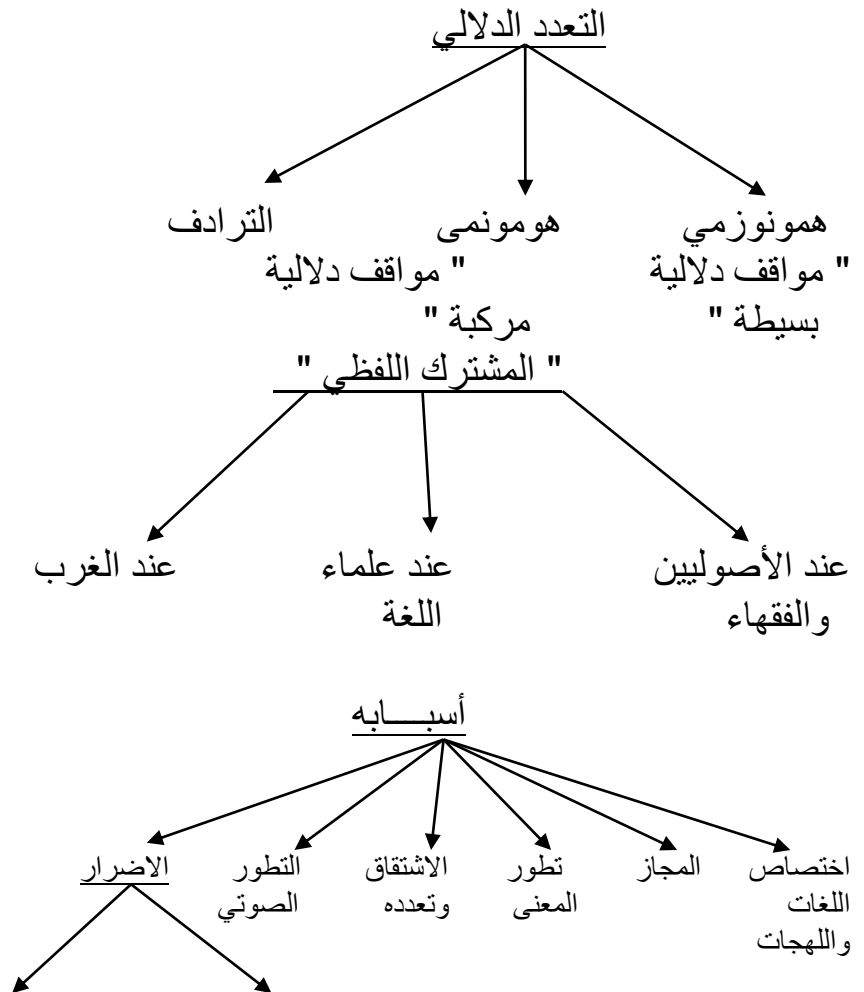 التعدد الدلالي
همونوزمي هومونمى الترادف
" مواقف دلالية " مواقف دلالية
بسيطة " مركبة "
" المشترك اللفظي "
عند الأصوليين عند علماء عند الغرب
والفقهاء اللغة
أسبـــــابه
اختصاص المجاز تطور الاشتقاق التطور الاضرار
اللغات المعنى وتعدده الصوتي
واللهجات